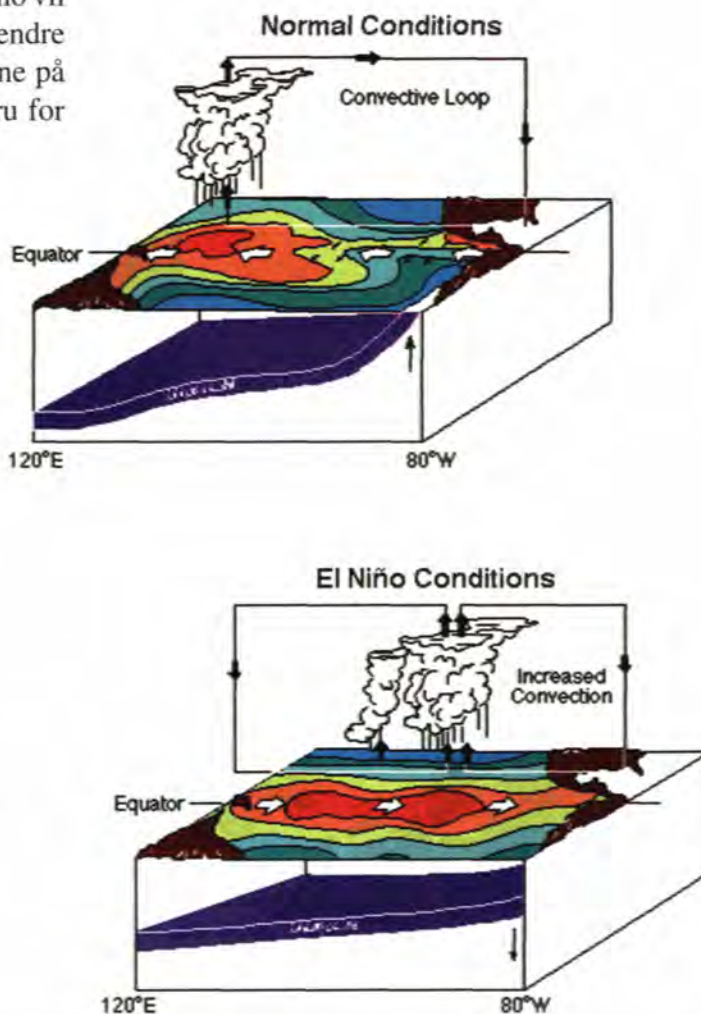 endre
ne på
ru for
Normal Conditions
Convective Loop
Equator
120°E
80°W
El Niño Conditions
Increased
Convection
Equator
120°E
80°W